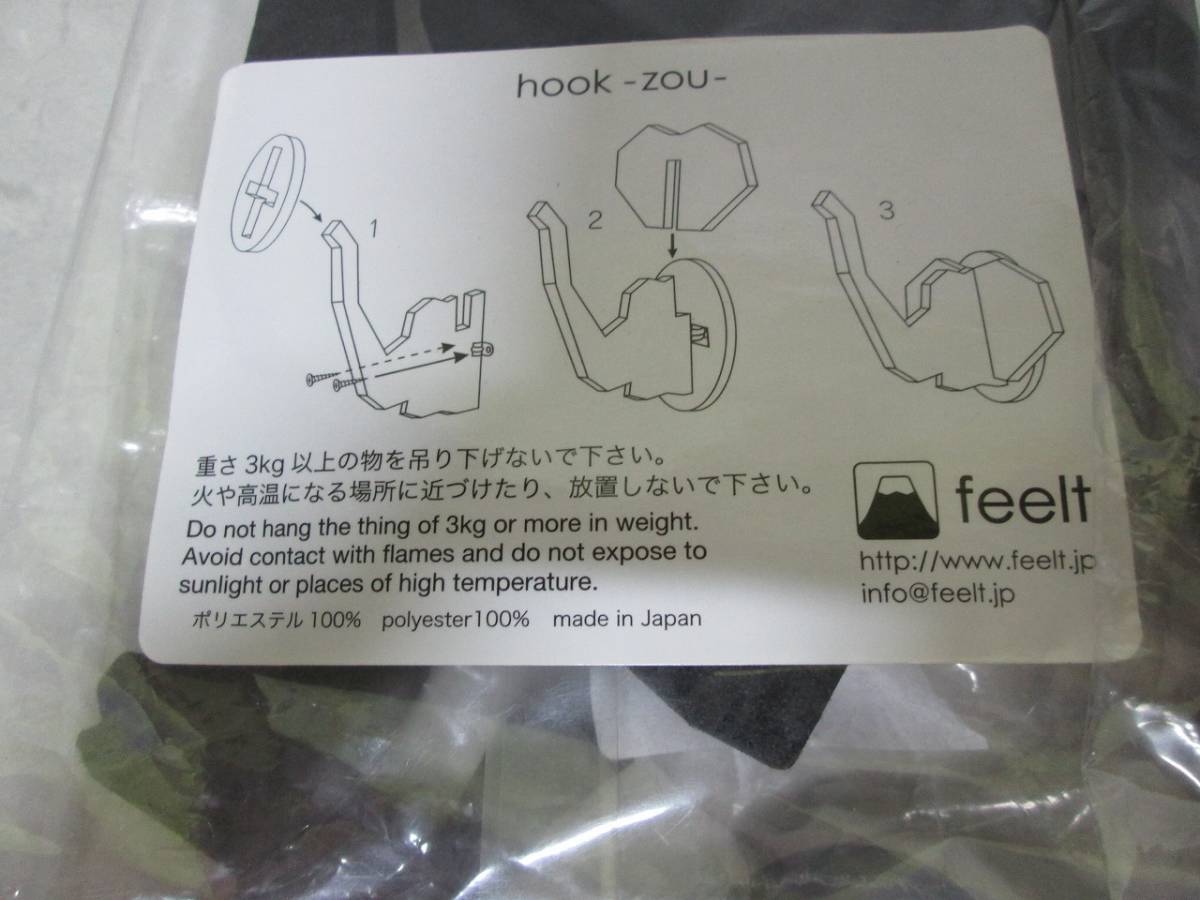 hook -zou-
1
2
3
重さ 3kg 以上の物を吊り下げないで下さい。
火や高温になる場所に近づけたり、放置しないで下さい。
Do not hang the thing of 3kg or more in weight.
Avoid contact with flames and do not expose to
sunlight or places of high temperature.
ポリエステル 100% polyester100% made in Japan
feelt
http://www.feelt.jp
info@feelt.jp